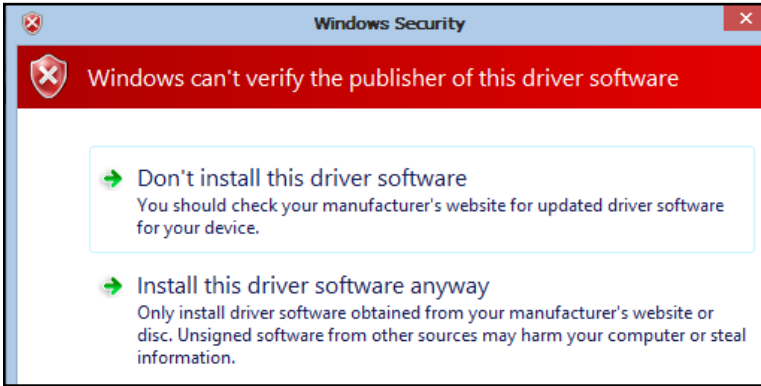 Windows Security
Windows can't verify the publisher of this driver software
Don't install this driver software
You should check your manufacturer's website for updated driver software
for your device.
Install this driver software anyway
Only install driver software obtained from your manufacturer's website or
disc. Unsigned software from other sources may harm your computer or steal
information.